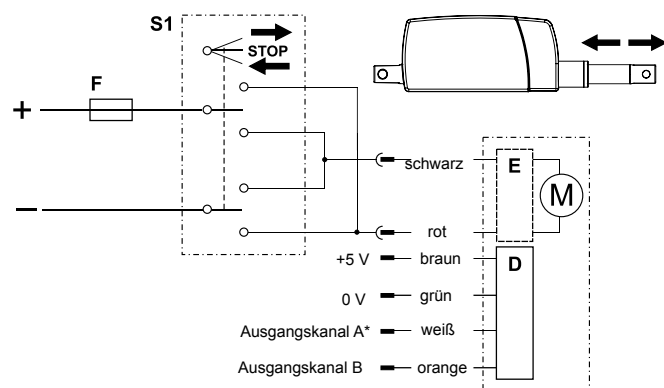 S1
STOP
F
+
–
schwarz
E
M
rot
+5 V
braun
D
0 V
grün
Ausgangskanal A*
weiß
Ausgangskanal B
orange